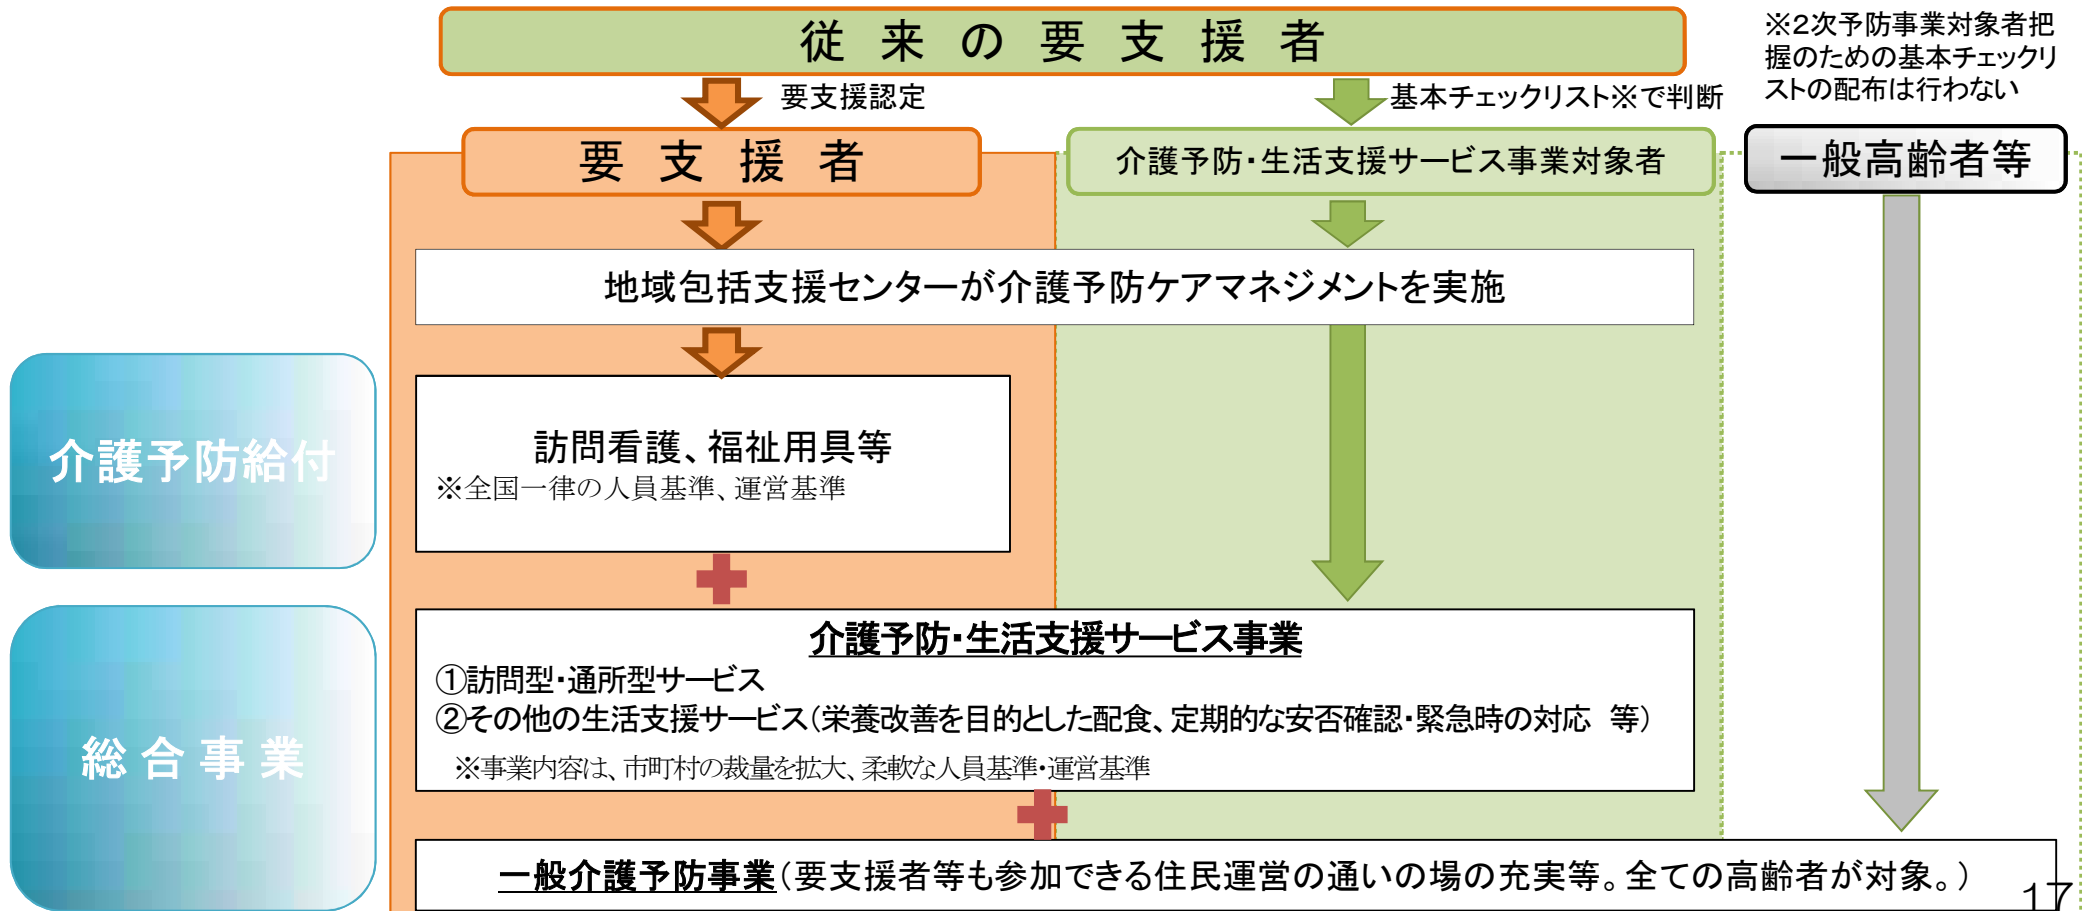 従来の要支援者
※2次予防事業対象者把
握のための基本チェックリ
ストの配布は行わない
要支援認定
基本チェックリスト※で判断
要支援者
介護予防・生活支援サービス事業対象者
一般高齢者等
地域包括支援センターが介護予防ケアマネジメントを実施
介護予防給付
訪問看護、福祉用具等
※全国一律の人員基準、運営基準
総合事業
介護予防・生活支援サービス事業
①訪問型・通所型サービス
②その他の生活支援サービス(栄養改善を目的とした配食、定期的な安否確認・緊急時の対応 等)
※事業内容は、市町村の裁量を拡大、柔軟な人員基準・運営基準
一般介護予防事業(要支援者等も参加できる住民運営の通いの場の充実等。全ての高齢者が対象。)
17